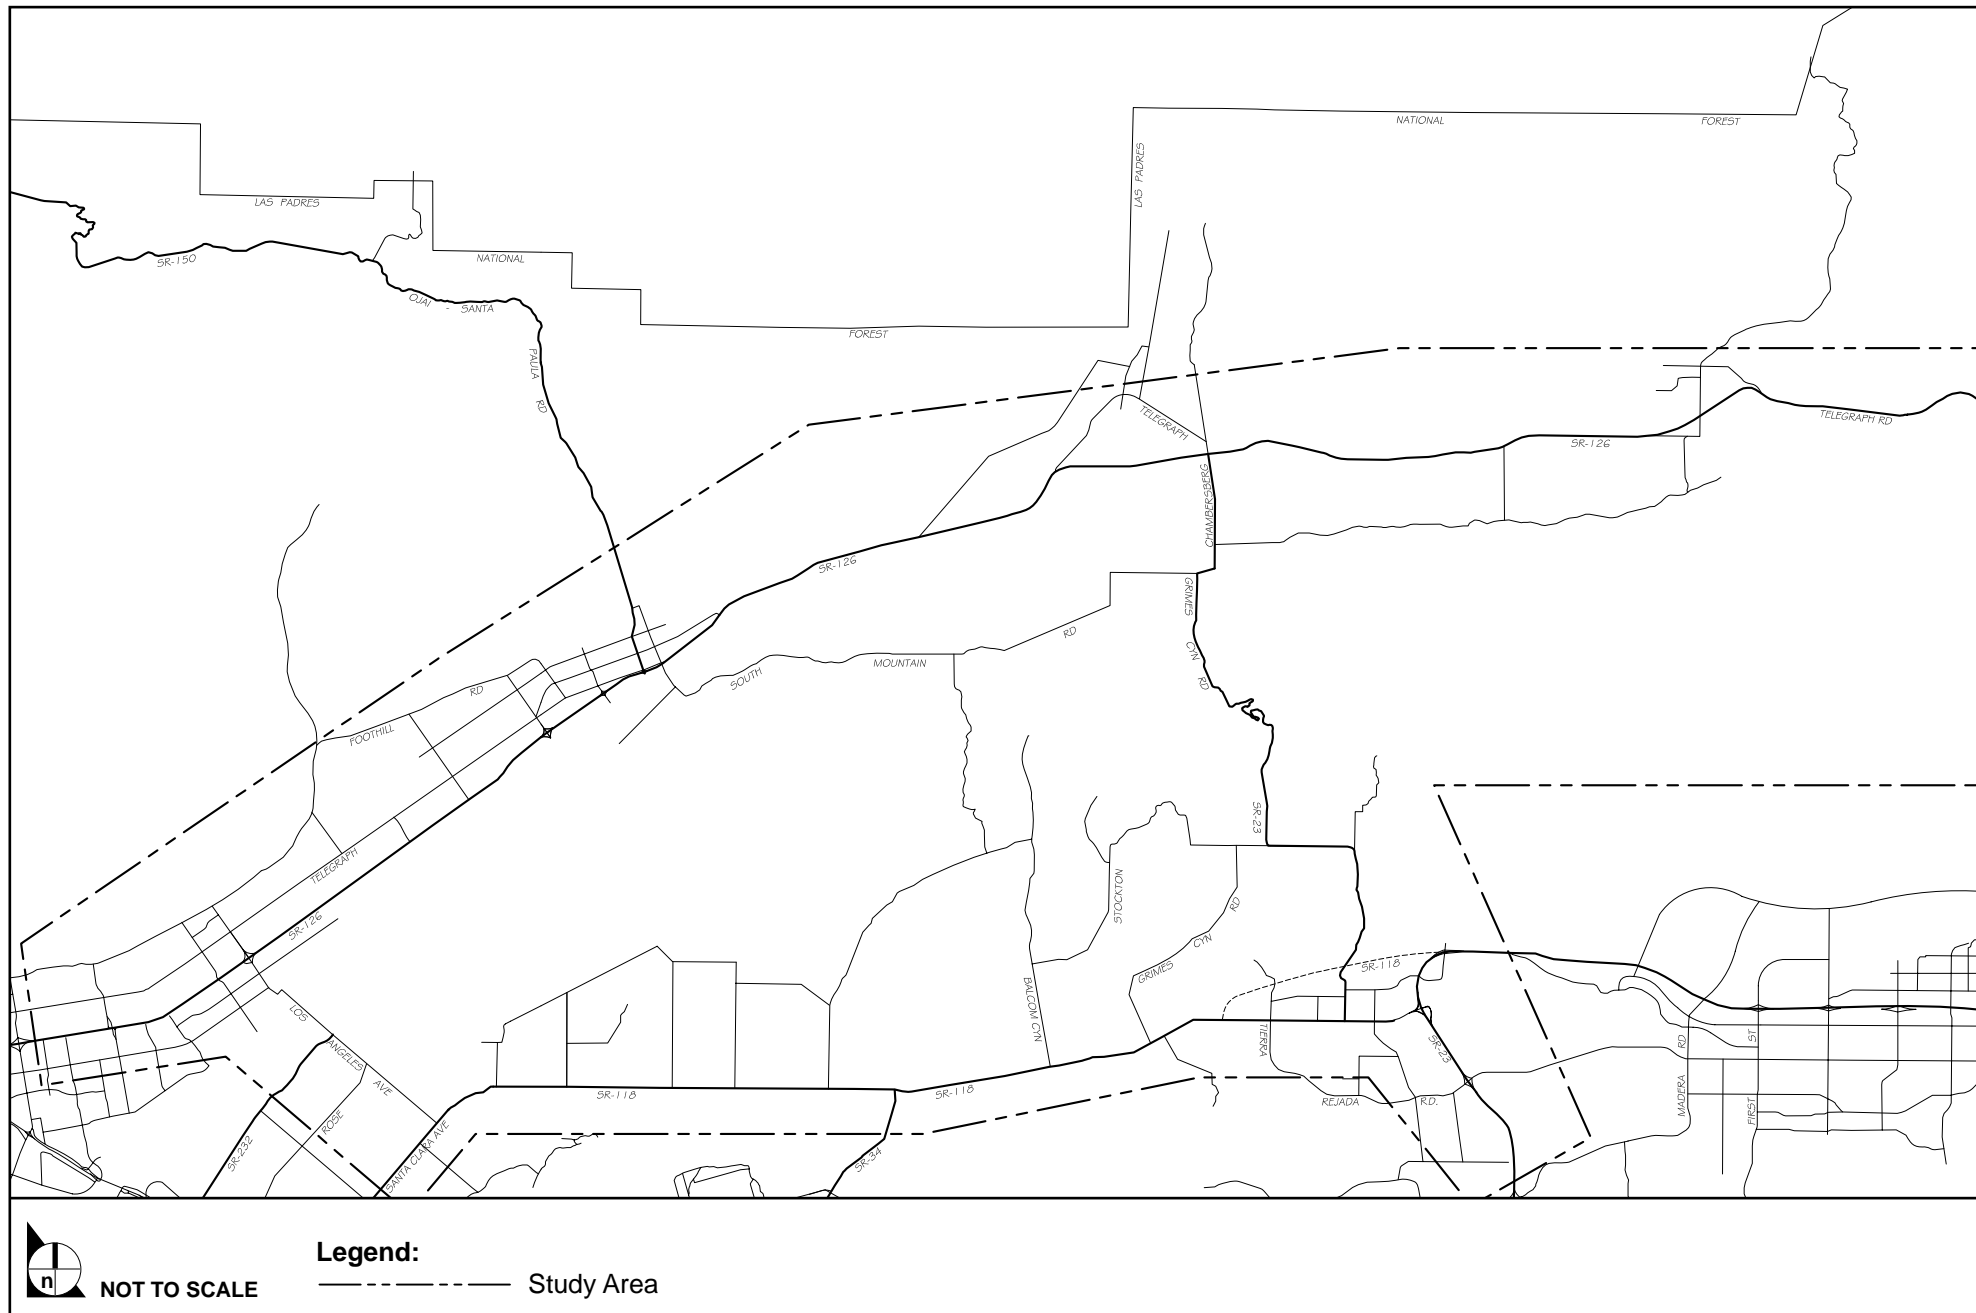 NATIONAL
FOREST
LAS PADRES
LAS PADRES
SR-150
NATIONAL
OJAI - SANTA
FOREST
PAULA
RD
TELEGRAPH
TELEGRAPH RD
SR-126
CHAMBERSBERG
SR-126
GRIMES
CYN
RD
RD
SOUTH
MOUNTAIN
FOOTHILL
RD
SR-23
TELEGRAPH
STOCKTON
RD
CYN
GRIMES
SR-126
SR-118
BALCOM CYN
LOS
ANGELES
AVE
TIERRA
SR-23
RD
ST
MADERA
FIRST
SR-118
SR-118
REJADA
RD.
ROSE
SR-232
SANTA CLARA AVE
SR-34
n
NOT TO SCALE
Legend:
Study Area